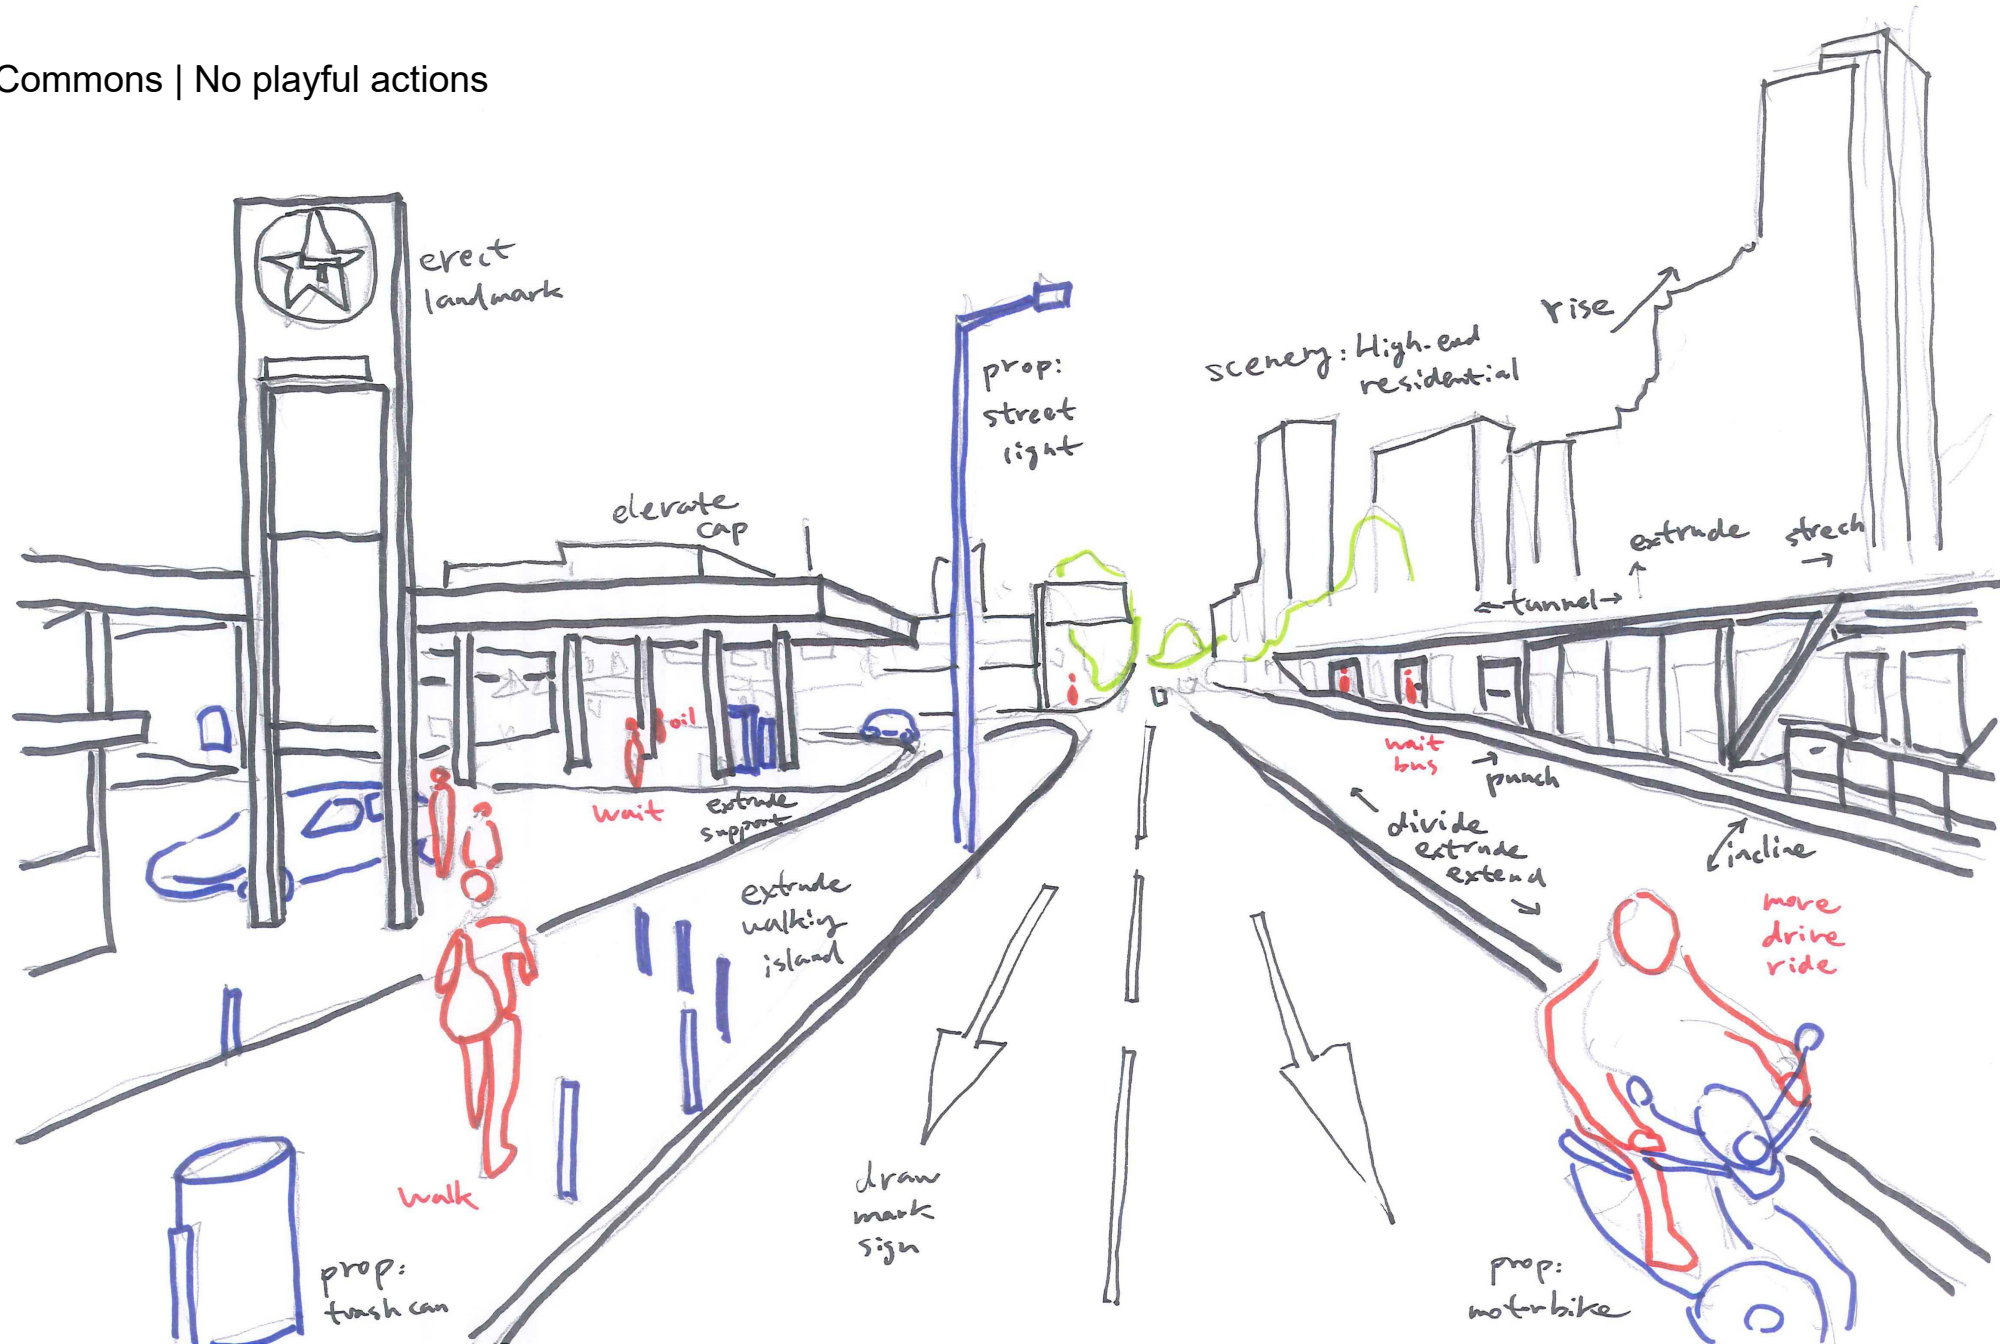 Commons | No playful actions
erect
landmark
prop:
street
light
scenery: High-end
residential
rise
elevate
cap
extrude
strech
tunnel
oil
wait
extrude
support
wait
bus
punch
divide
extrude
extend
incline
extrude
walkiy
island
move
drive
ride
walk
draw
mark
sign
prop:
trash can
prop:
motorbike